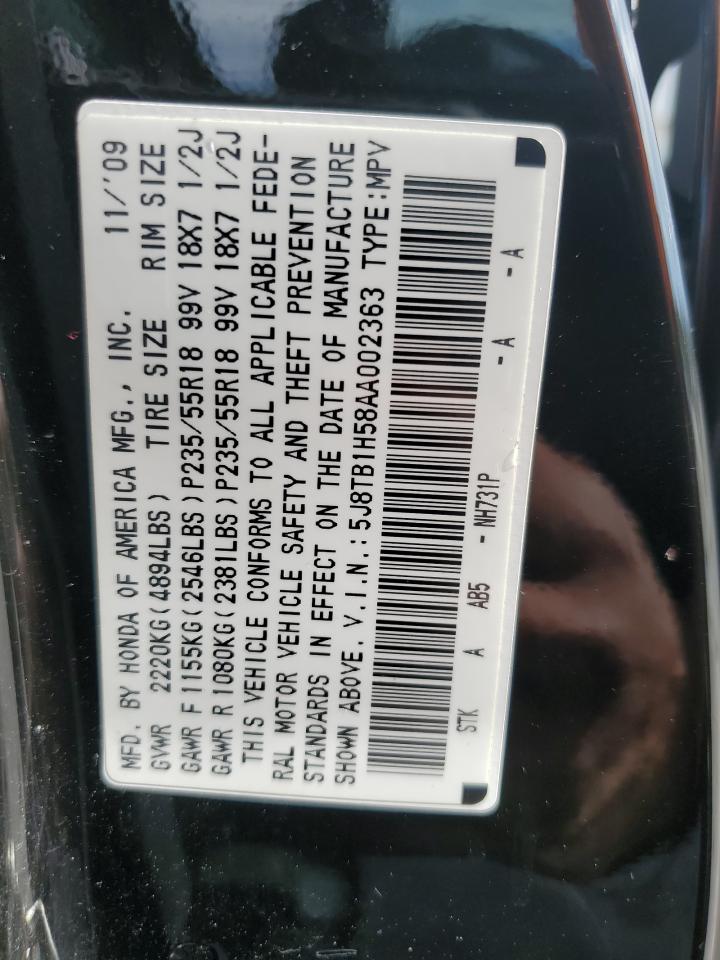 MFD. BY HONDA OF AMERICA MFG., INC. 11/'09
GVWR 2220KG(4894LBS) TIRE SIZE RIM SIZE
GAWR F 1155KG(2546LBS)P235/55R18 99V 18X7 1/2J
GAWR R 1080KG(2381LBS)P235/55R18 99V 18X7 1/2J
THIS VEHICLE CONFORMS TO ALL APPLICABLE FEDE-
RAL MOTOR VEHICLE SAFETY AND THEFT PREVENTION
STANDARDS IN EFFECT ON THE DATE OF MANUFACTURE
SHOWN ABOVE. V.I.N.:5J8TB1H58AA002363 TYPE:MPV
STK A AB5 - NH731P - A - A